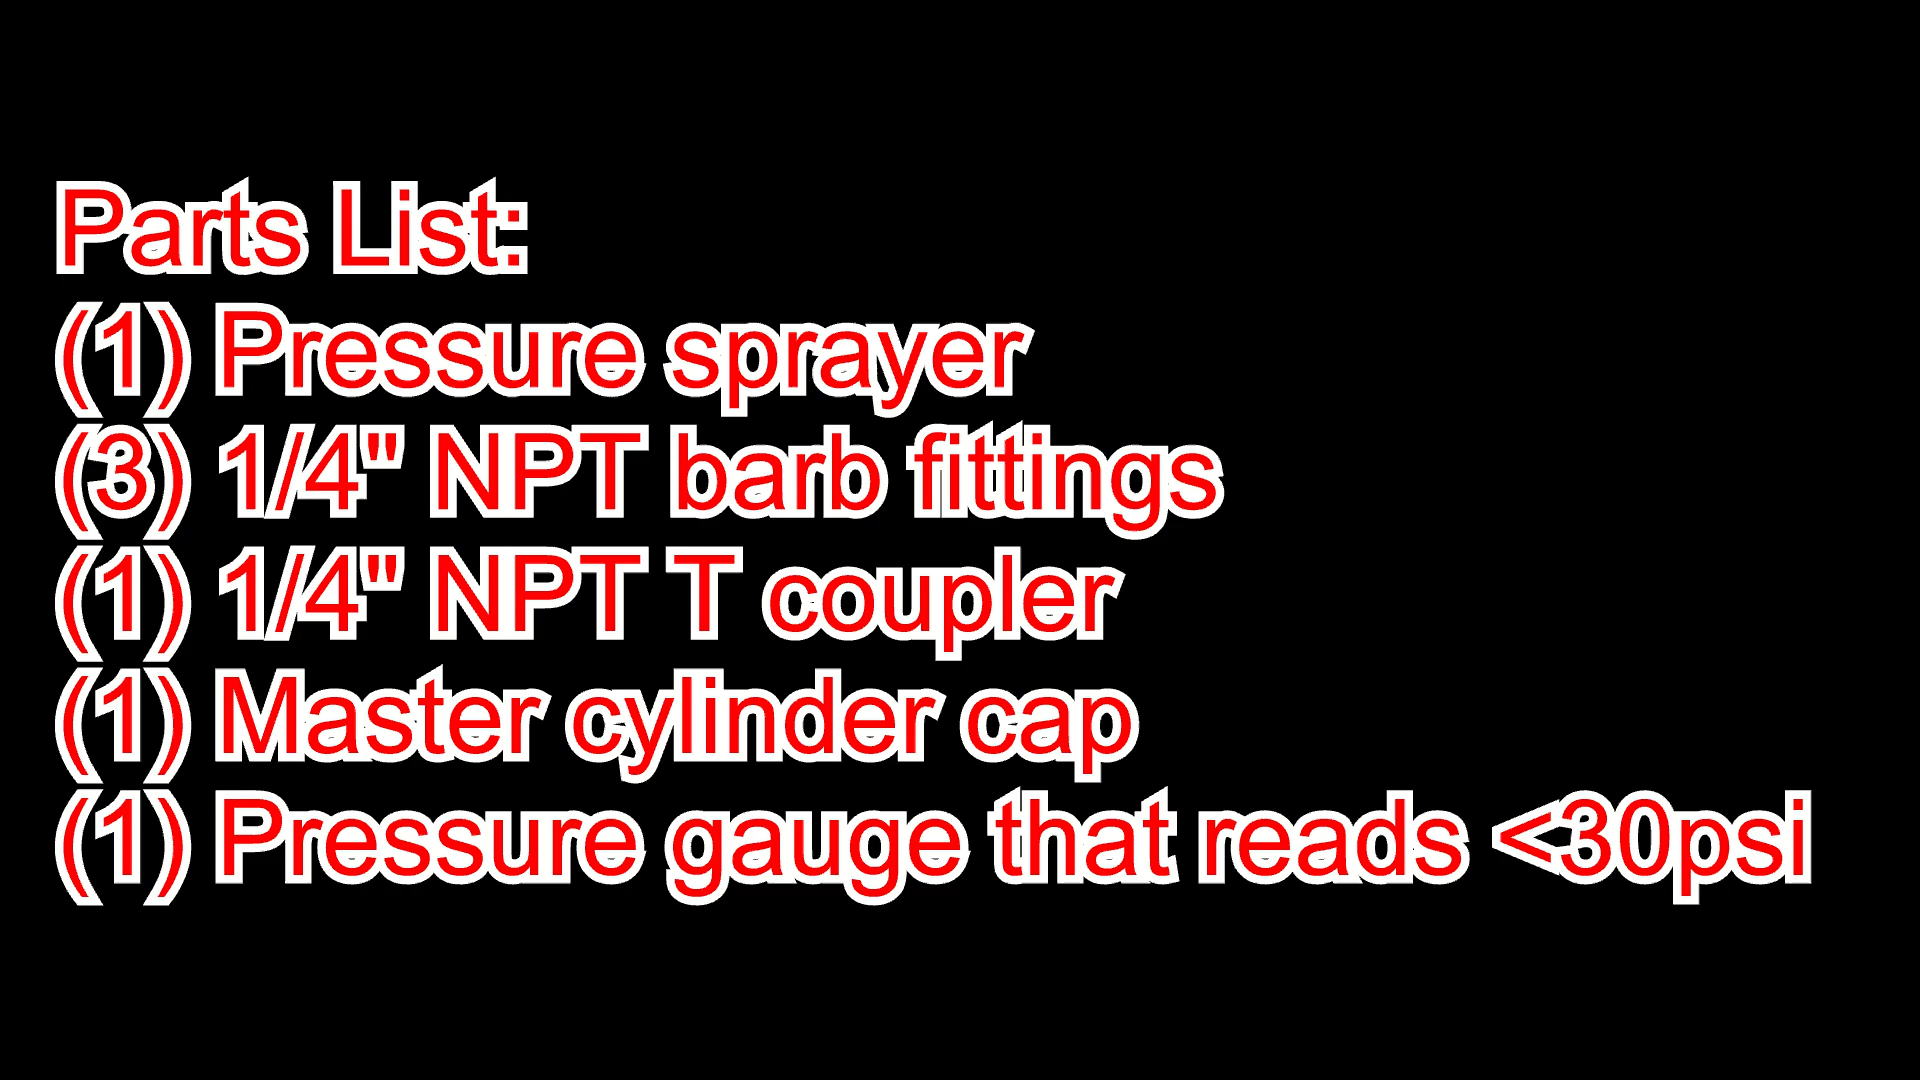 Parts List:
(1) Pressure sprayer
(3) 1/4" NPT barb fittings
(1) 1/4" NPT T coupler
(1) Master cylinder cap
(1) Pressure gauge that reads <30psi